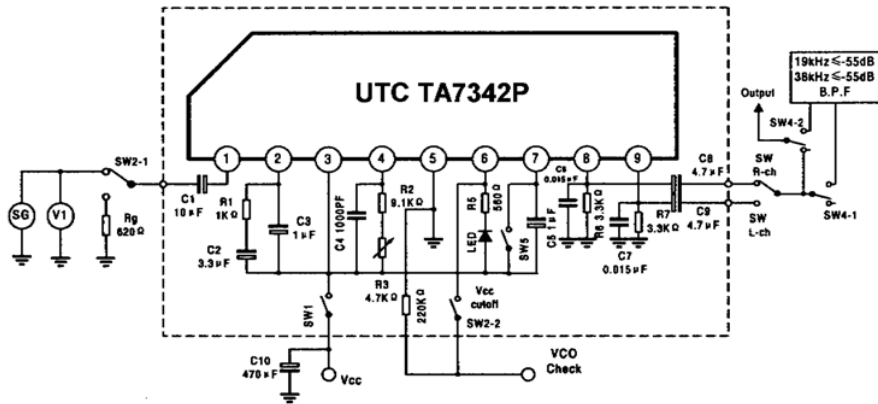 UTC TA7342P
19kHz ≤-55dB
38kHz ≤-55dB
B.P.F
Output
SW4-2
1
2
3
4
5
6
7
8
9
SW2-1
SG
V1
Rg
620Ω
C1
10μF
R1
1KΩ
C2
3.3μF
C3
1μF
C4 1000PF
R2
9.1KΩ
R3
4.7KΩ
220KΩ
R5
560Ω
LED
SW5
C5 1μF
0.015μF
R6 3.3KΩ
R7
3.3KΩ
C7
0.015μF
C8
4.7μF
C9
4.7μF
SW
R-ch
SW
L-ch
SW4-1
SW1
Vcc
cutoff
SW2-2
C10
470μF
Vcc
VCO
Check